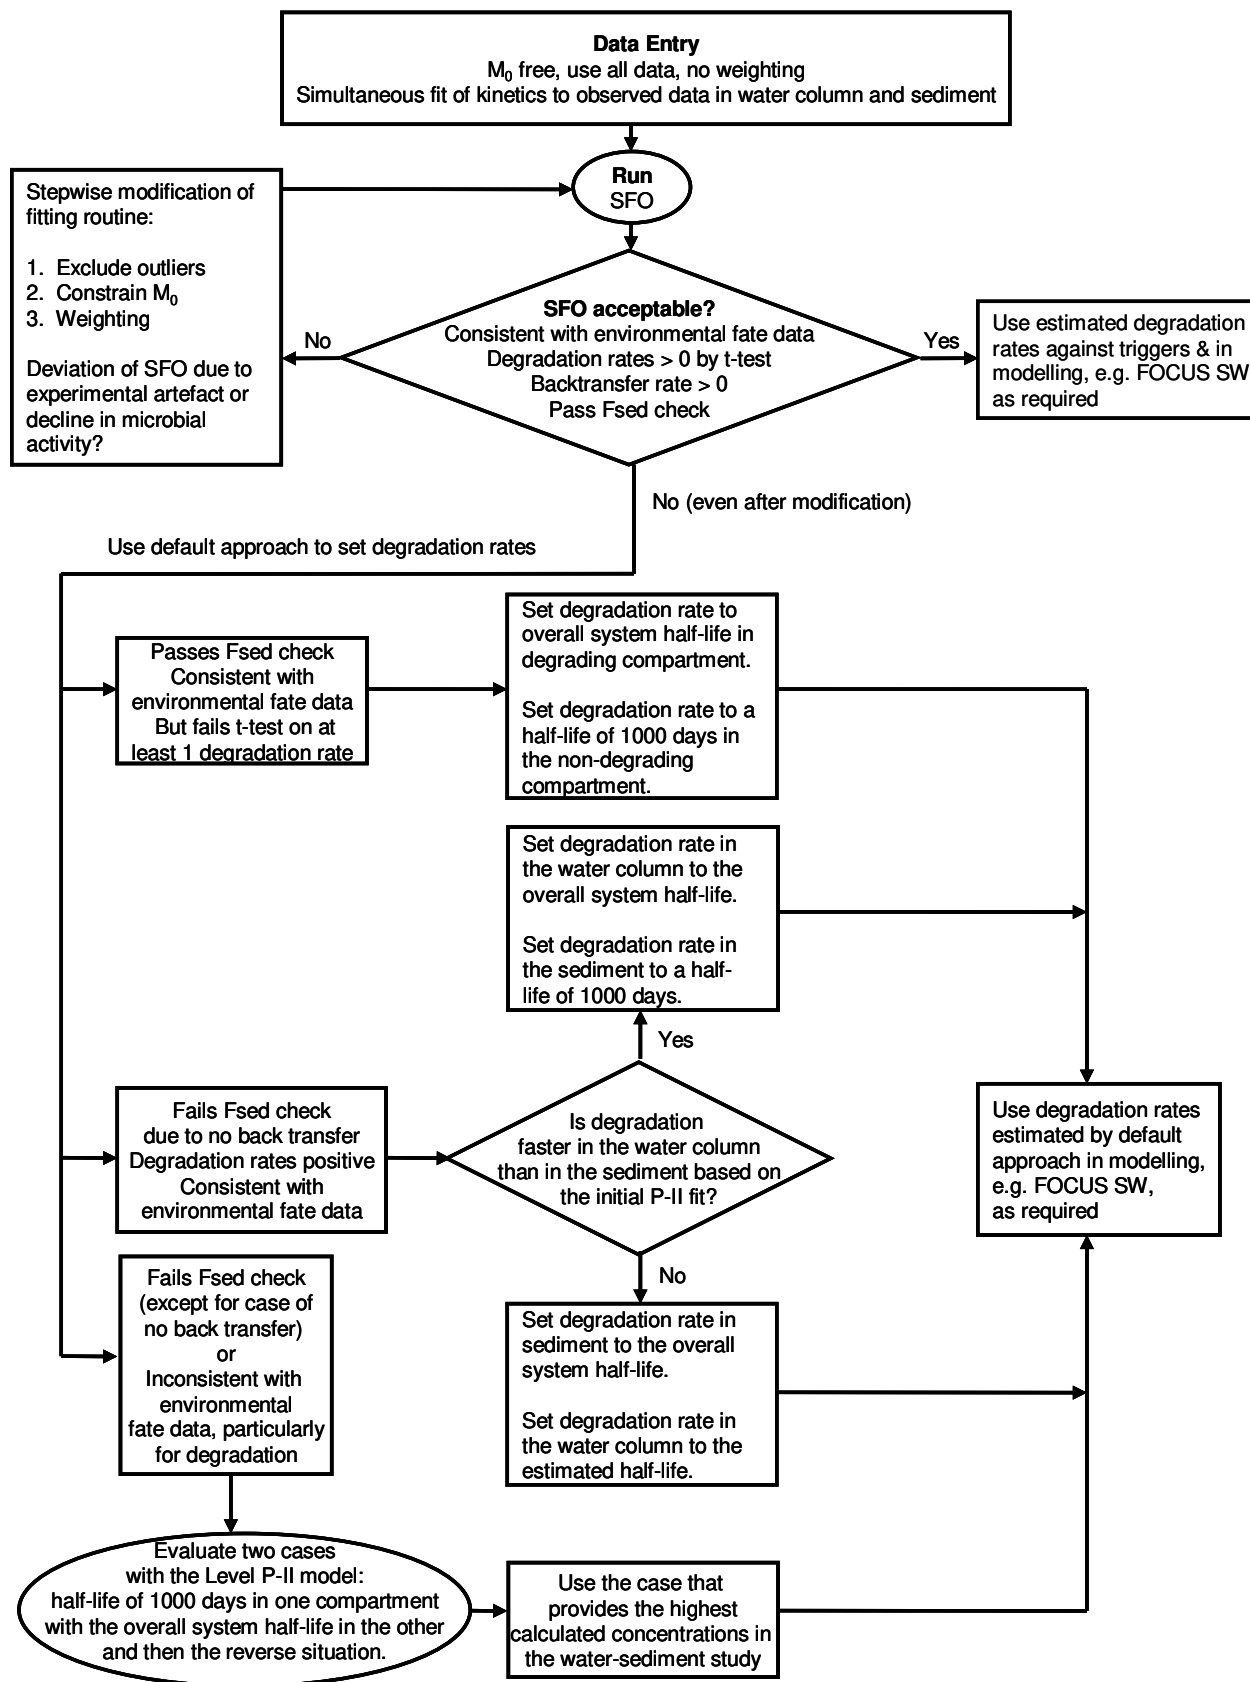 Data Entry
M₀ free, use all data, no weighting
Simultaneous fit of kinetics to observed data in water column and sediment
Run
SFO
Stepwise modification of
fitting routine:
1. Exclude outliers
2. Constrain M₀
3. Weighting
Deviation of SFO due to
experimental artefact or
decline in microbial
activity?
No
SFO acceptable?
Consistent with environmental fate data
Degradation rates > 0 by t-test
Backtransfer rate > 0
Pass Fsed check
Yes
Use estimated degradation
rates against triggers & in
modelling, e.g. FOCUS SW
as required
No (even after modification)
Use default approach to set degradation rates
Passes Fsed check
Consistent with
environmental fate data
But fails t-test on at
least 1 degradation rate
Set degradation rate to
overall system half-life in
degrading compartment.
Set degradation rate to a
half-life of 1000 days in
the non-degrading
compartment.
Set degradation rate in
the water column to the
overall system half-life.
Set degradation rate in
the sediment to a half-
life of 1000 days.
Yes
Fails Fsed check
due to no back transfer
Degradation rates positive
Consistent with
environmental fate data
Is degradation
faster in the water column
than in the sediment based on
the initial P-II fit?
Use degradation rates
estimated by default
approach in modelling,
e.g. FOCUS SW,
as required
No
Fails Fsed check
(except for case of
no back transfer)
or
Inconsistent with
environmental
fate data, particularly
for degradation
Set degradation rate in
sediment to the overall
system half-life.
Set degradation rate in
the water column to the
estimated half-life.
Evaluate two cases
with the Level P-II model:
half-life of 1000 days in one compartment
with the overall system half-life in the other
and then the reverse situation.
Use the case that
provides the highest
calculated concentrations in
the water-sediment study